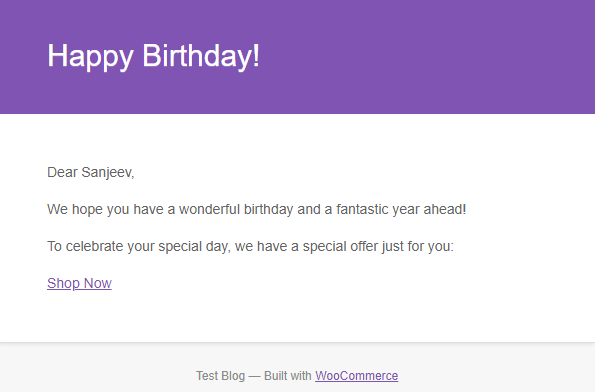 Happy Birthday!
Dear Sanjeev,
We hope you have a wonderful birthday and a fantastic year ahead!
To celebrate your special day, we have a special offer just for you:
Shop Now
Test Blog — Built with WooCommerce